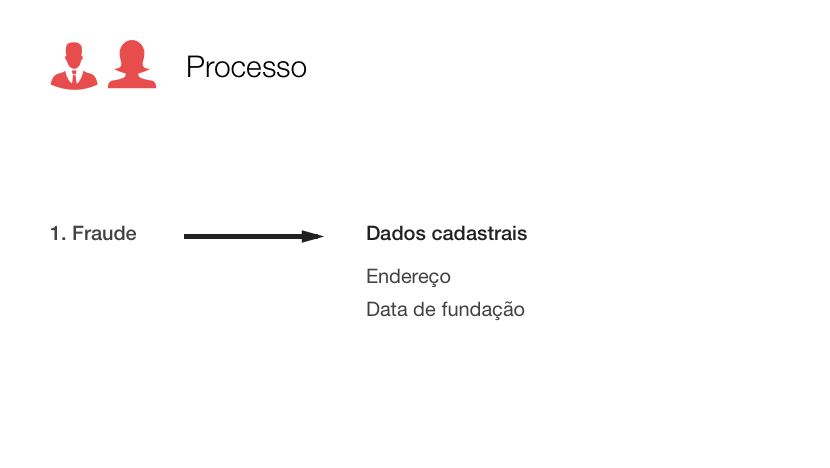 Processo
1. Fraude
Dados cadastrais
Endereço
Data de fundação